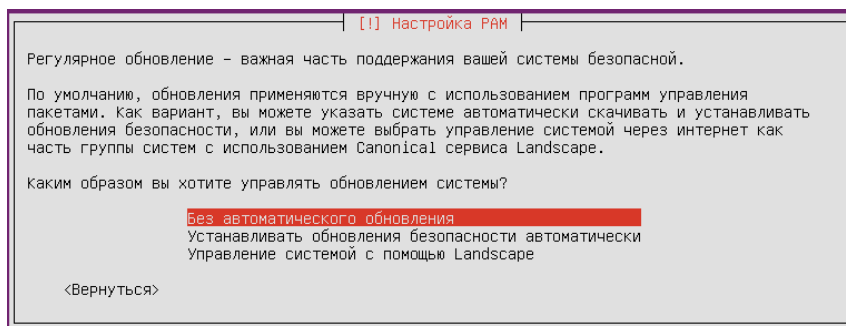 [!] Настройка PAM
Регулярное обновление – важная часть поддержания вашей системы безопасной.
По умолчанию, обновления применяются вручную с использованием программ управления
пакетами. Как вариант, вы можете указать системе автоматически скачивать и устанавливать
обновления безопасности, или вы можете выбрать управление системой через интернет как
часть группы систем с использованием Canonical сервиса Landscape.
Каким образом вы хотите управлять обновлением системы?
Без автоматического обновления
Устанавливать обновления безопасности автоматически
Управление системой с помощью Landscape
<Вернуться>